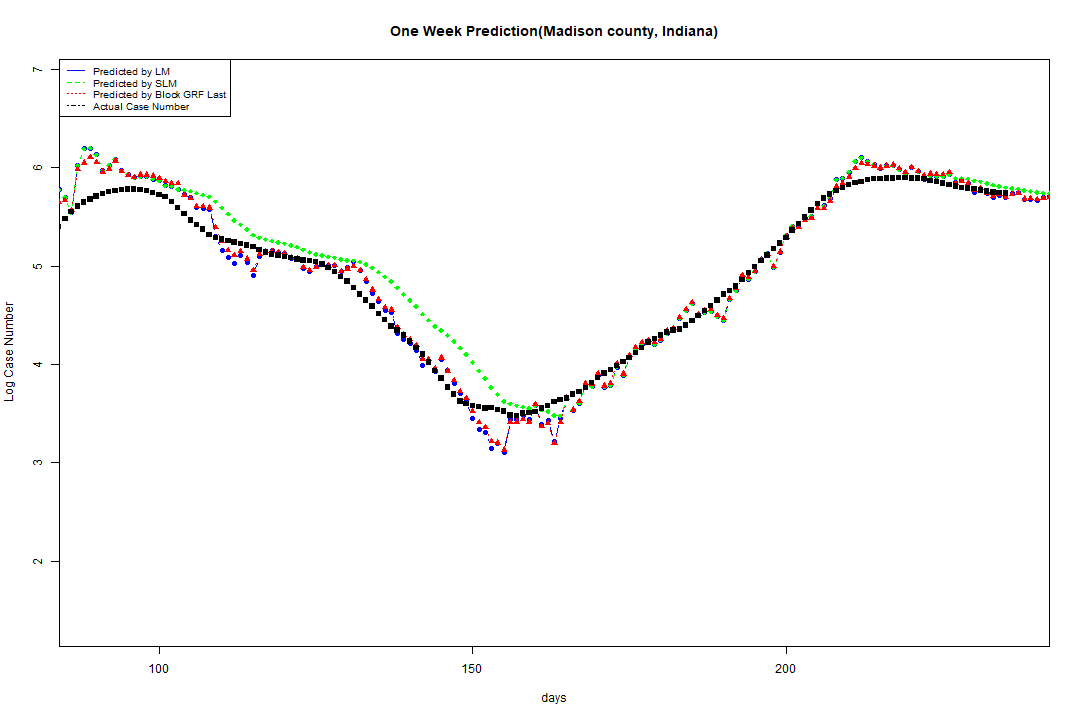 One Week Prediction(Madison county, Indiana)
Predicted by LM
Predicted by SLM
Predicted by Block GRF Last
Actual Case Number
7
6
5
4
3
2
Log Case Number
100 150 200
days